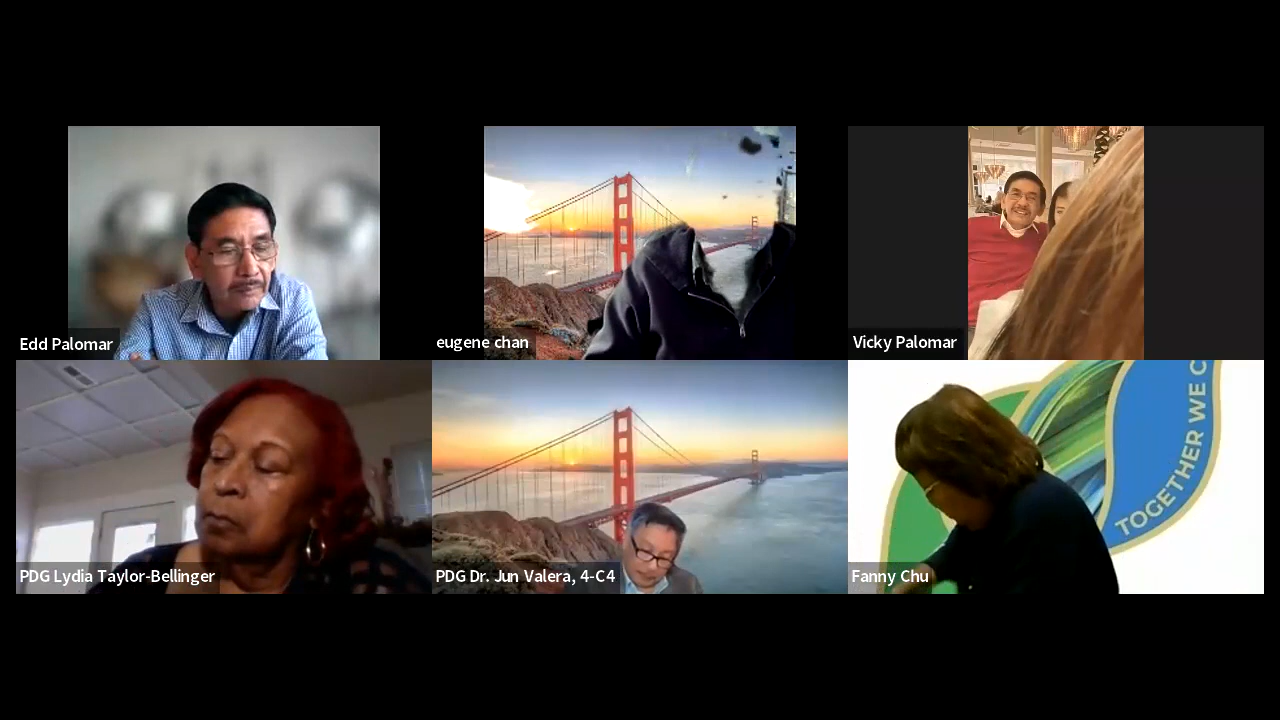 Edd Palomar
eugene chan
Vicky Palomar
PDG Lydia Taylor-Bellinger
PDG Dr. Jun Valera, 4-C4
Fanny Chu
TOGETHER WE C